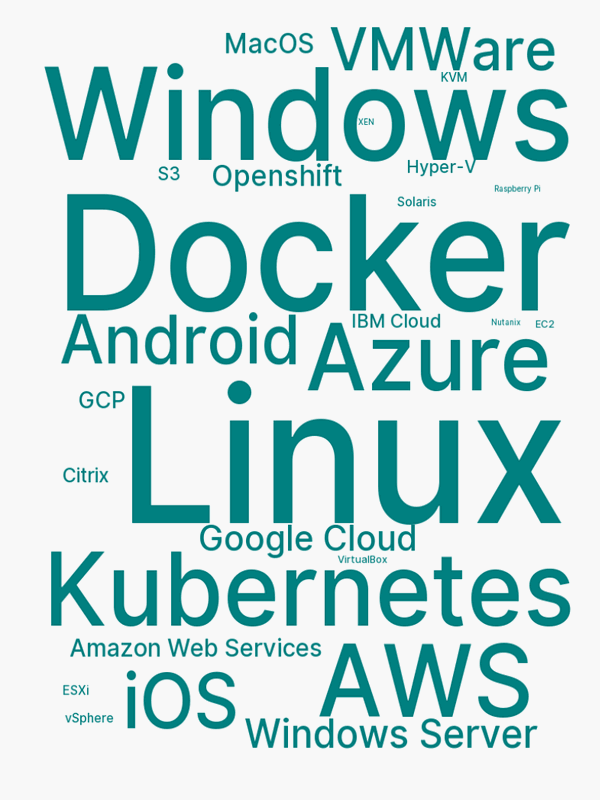 MacOS
VMWare
KVM
Windows
XEN
S3
Openshift
Hyper-V
Raspberry Pi
Solaris
Docker
Android
IBM Cloud
Nutanix
EC2
Azure
GCP
Linux
Citrix
Google Cloud
VirtualBox
Kubernetes
Amazon Web Services
AWS
ESXi
iOS
vSphere
Windows Server